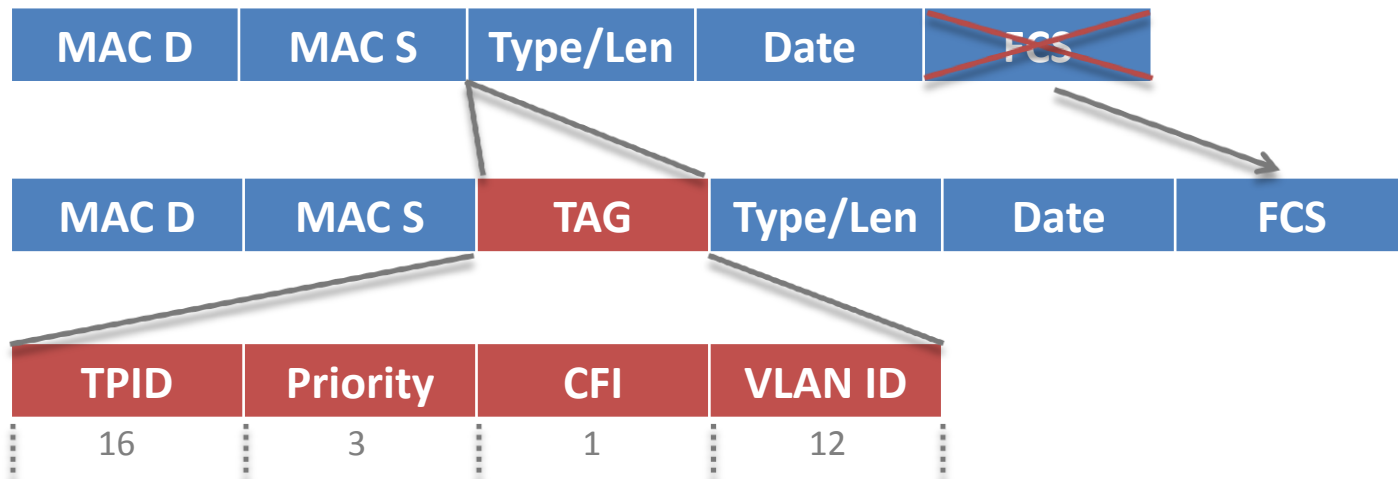 MAC D MAC S Type/Len Date FCS
MAC D MAC S TAG Type/Len Date FCS
TPID Priority CFI VLAN ID
16 3 1 12